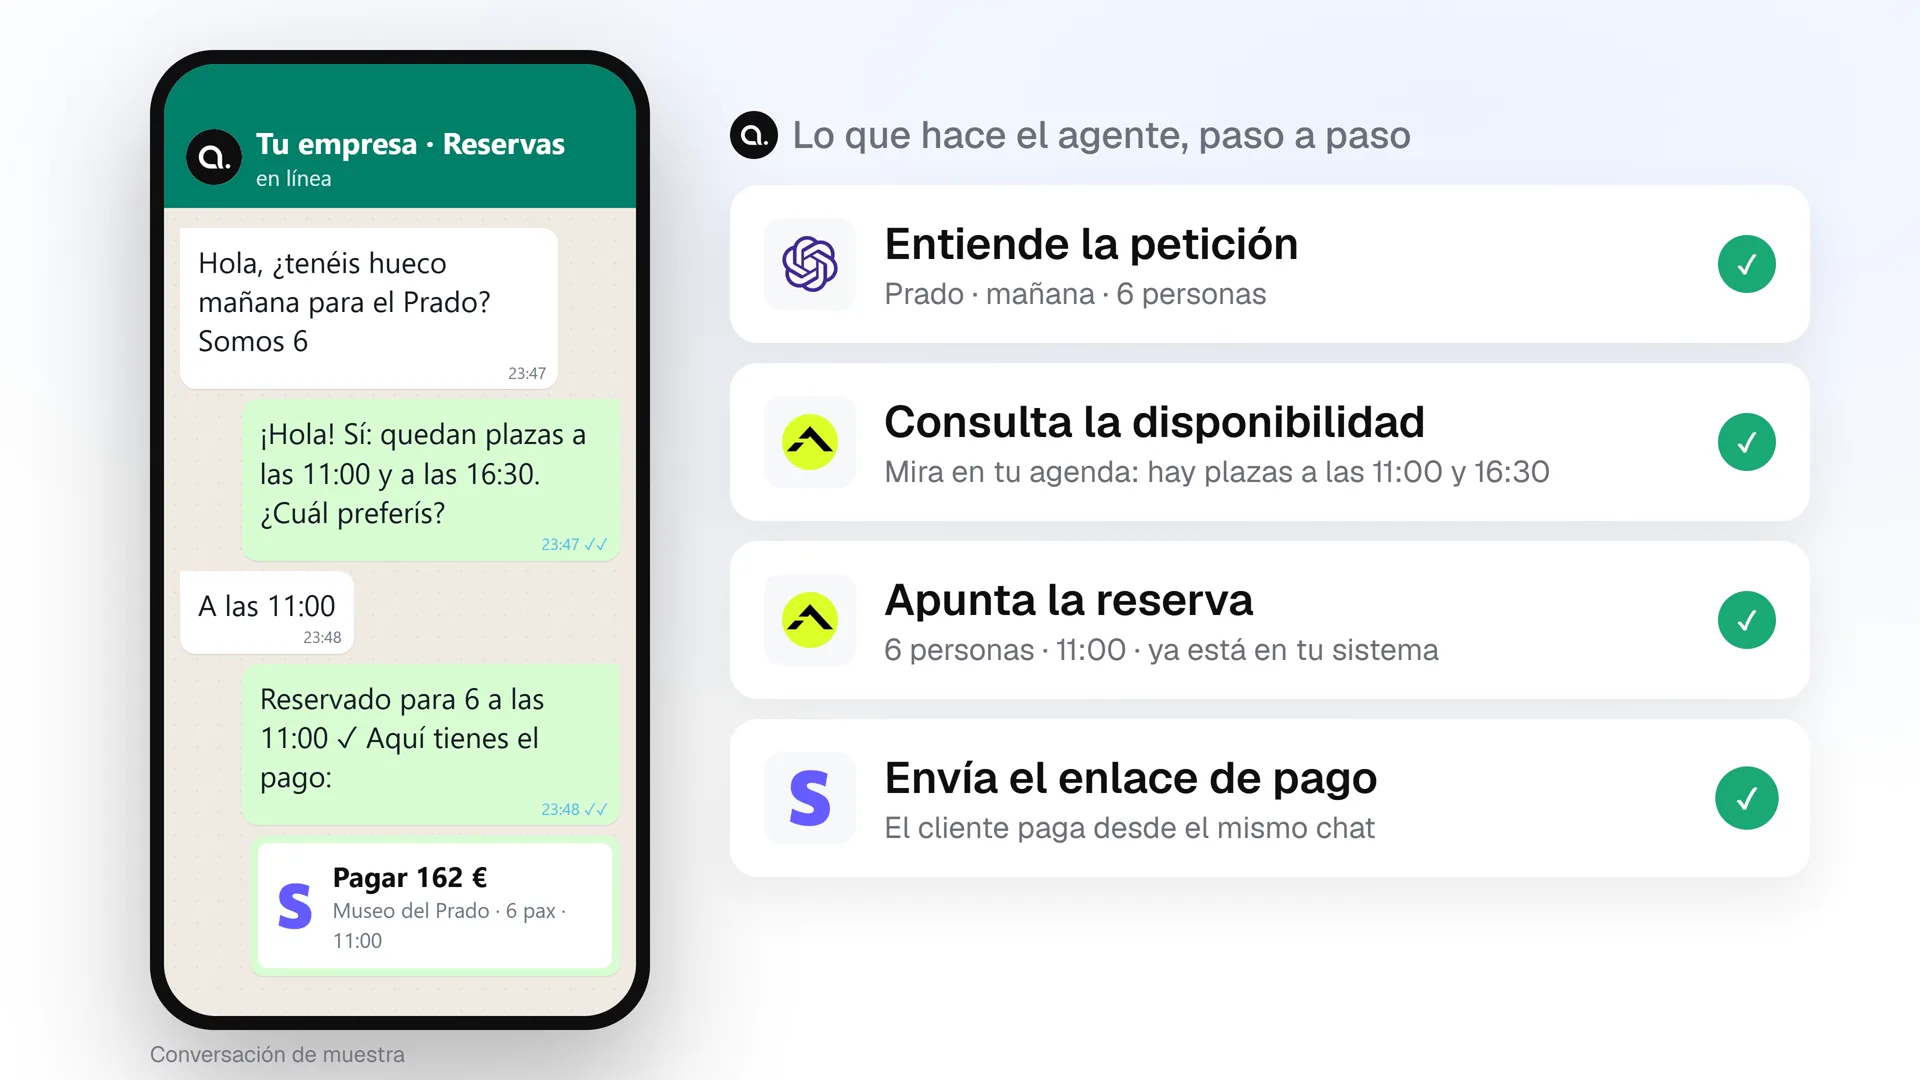 Tu empresa · Reservas
en línea
Hola, ¿tenéis hueco
mañana para el Prado?
Somos 6
23:47
¡Hola! Sí: quedan plazas a
las 11:00 y a las 16:30.
¿Cuál preferís?
23:47 ✓✓
A las 11:00
23:48
Reservado para 6 a las
11:00 ✓ Aquí tienes el
pago:
23:48 ✓✓
Pagar 162 €
Museo del Prado · 6 pax ·
11:00
Conversación de muestra
a. Lo que hace el agente, paso a paso
Entiende la petición
Prado · mañana · 6 personas
Consulta la disponibilidad
Mira en tu agenda: hay plazas a las 11:00 y 16:30
Apunta la reserva
6 personas · 11:00 · ya está en tu sistema
Envía el enlace de pago
El cliente paga desde el mismo chat